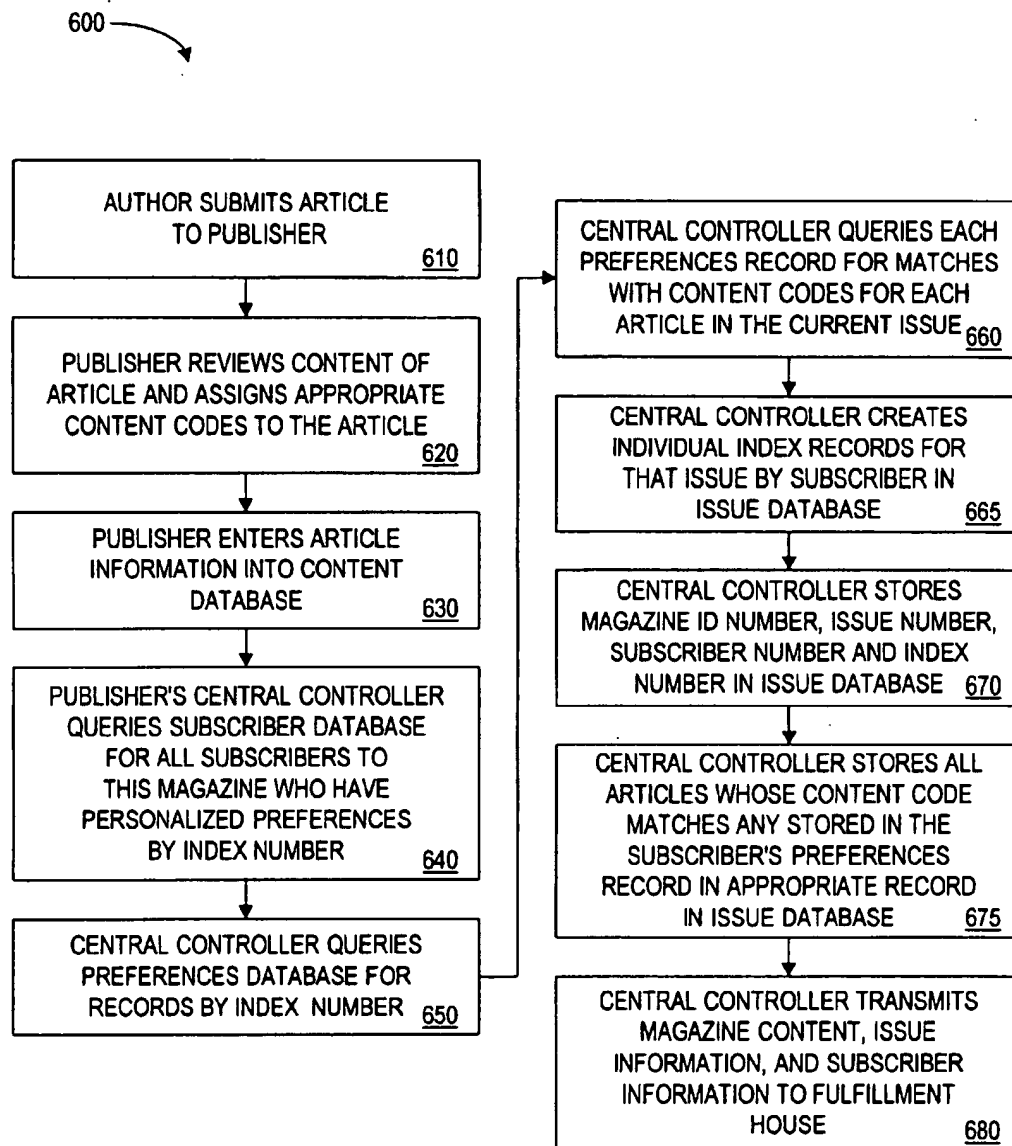 600
AUTHOR SUBMITS ARTICLE
TO PUBLISHER
610
PUBLISHER REVIEWS CONTENT OF
ARTICLE AND ASSIGNS APPROPRIATE
CONTENT CODES TO THE ARTICLE
620
PUBLISHER ENTERS ARTICLE
INFORMATION INTO CONTENT
DATABASE
630
PUBLISHER'S CENTRAL CONTROLLER
QUERIES SUBSCRIBER DATABASE
FOR ALL SUBSCRIBERS TO
THIS MAGAZINE WHO HAVE
PERSONALIZED PREFERENCES
BY INDEX NUMBER
640
CENTRAL CONTROLLER QUERIES
PREFERENCES DATABASE FOR
RECORDS BY INDEX NUMBER
650
CENTRAL CONTROLLER QUERIES EACH
PREFERENCES RECORD FOR MATCHES
WITH CONTENT CODES FOR EACH
ARTICLE IN THE CURRENT ISSUE
660
CENTRAL CONTROLLER CREATES
INDIVIDUAL INDEX RECORDS FOR
THAT ISSUE BY SUBSCRIBER IN
ISSUE DATABASE
665
CENTRAL CONTROLLER STORES
MAGAZINE ID NUMBER, ISSUE NUMBER,
SUBSCRIBER NUMBER AND INDEX
NUMBER IN ISSUE DATABASE
670
CENTRAL CONTROLLER STORES ALL
ARTICLES WHOSE CONTENT CODE
MATCHES ANY STORED IN THE
SUBSCRIBER'S PREFERENCES
RECORD IN APPROPRIATE RECORD
IN ISSUE DATABASE
675
CENTRAL CONTROLLER TRANSMITS
MAGAZINE CONTENT, ISSUE
INFORMATION, AND SUBSCRIBER
INFORMATION TO FULFILLMENT
HOUSE
680